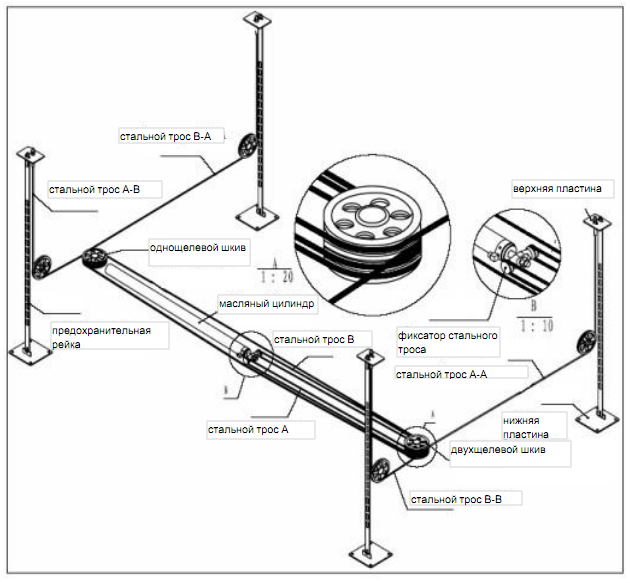 стальной трос B-A
стальной трос A-B
верхняя пластина
однощелевой шкив
A
1 : 20
масляный цилиндр
B
1 : 10
предохранительная
рейка
стальной трос B
фиксатор стального
троса
стальной трос A-A
A
стальной трос A
нижняя
пластина
двухщелевой шкив
стальной трос B-B